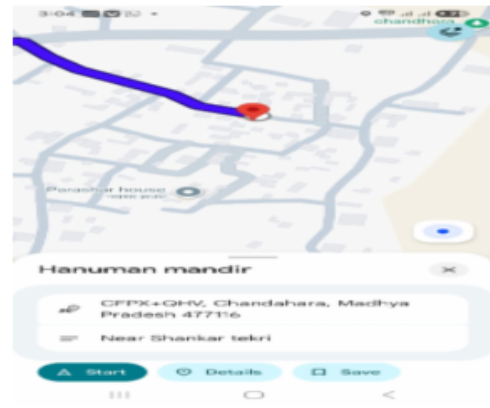 3:04
chandhara
Parashar house
Hanuman mandir
CFPX+QHV, Chandahara, Madhya
Pradesh 477116
Near Shankar tekri
Start
Details
Save